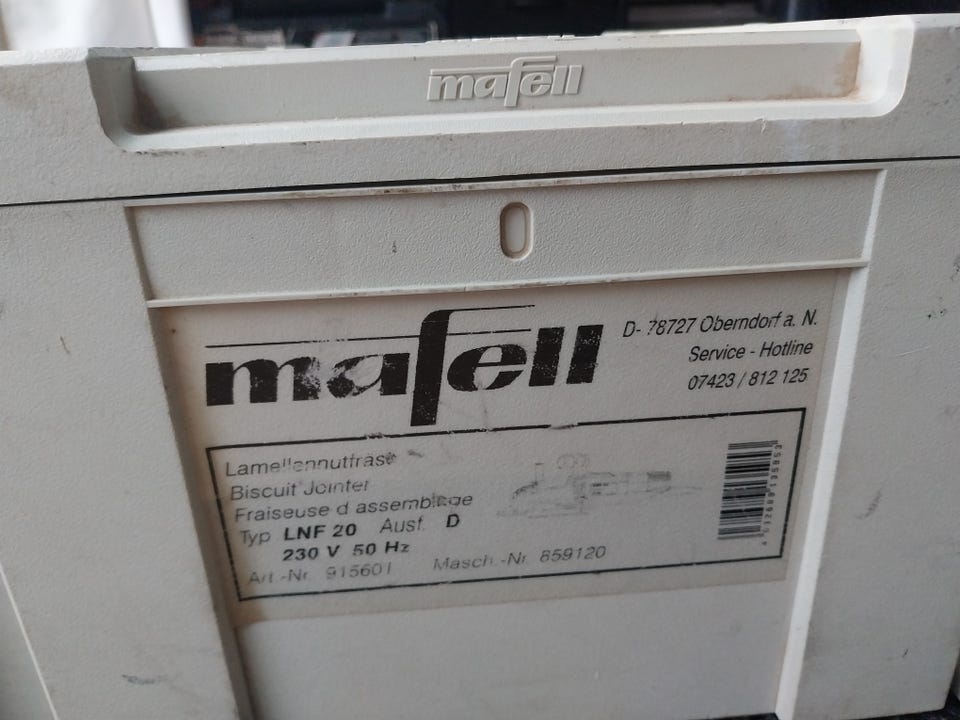 mafell
mafell
D- 78727 Oberndorf a. N.
Service - Hotline
07423 / 812 125
Lamellennutfräse
Biscuit Jointer
Fraiseuse d assemblage
Typ LNF 20 Ausf. D
230 V 50 Hz
Art.-Nr. 915601 Masch.-Nr. 859120